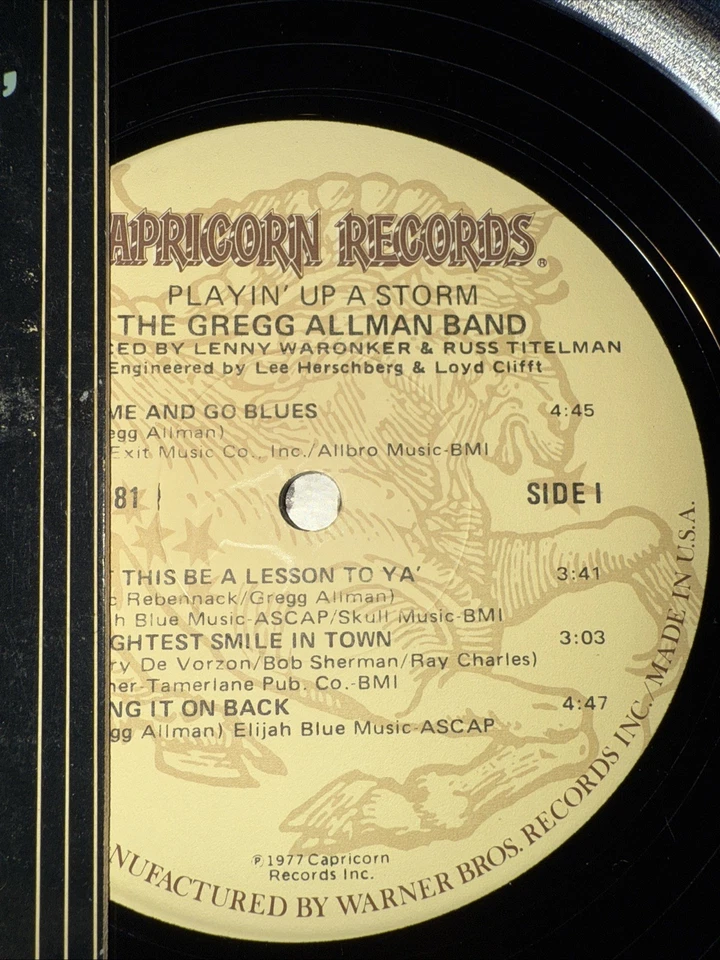 APRICORN RECORDS®
PLAYIN' UP A STORM
THE GREGG ALLMAN BAND
CED BY LENNY WARONKER & RUSS TITELMAN
Engineered by Lee Herschberg & Loyd Clifft
ME AND GO BLUES 4:45
egg Allman)
Exit Music Co., Inc./Allbro Music-BMI
81 SIDE I
T THIS BE A LESSON TO YA' 3:41
c Rebennack/Gregg Allman)
h Blue Music-ASCAP/Skull Music-BMI
GHTEST SMILE IN TOWN 3:03
ry De Vorzon/Bob Sherman/Ray Charles)
ner-Tamerlane Pub. Co.-BMI
NG IT ON BACK 4:47
gg Allman) Elijah Blue Music-ASCAP
℗ 1977 Capricorn
Records Inc.
NUFACTURED BY WARNER BROS. RECORDS INC./MADE IN U.S.A.